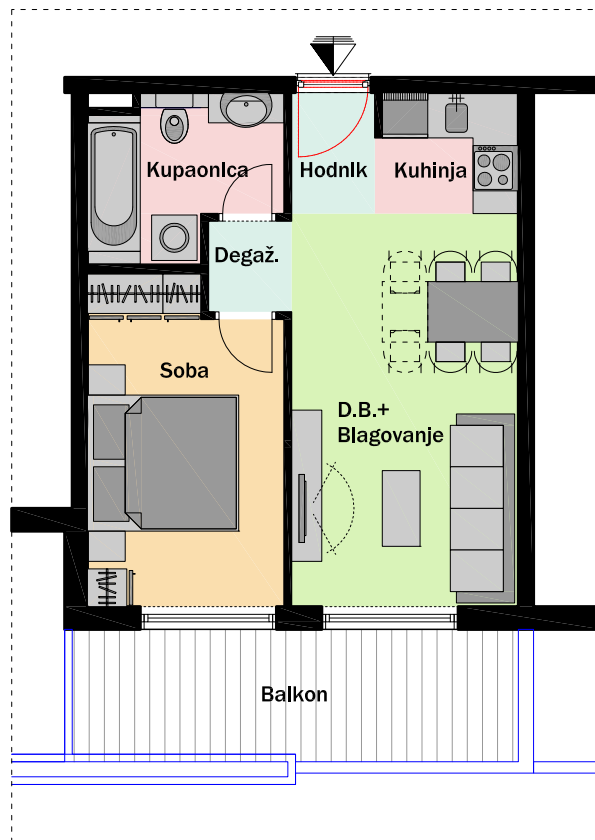 Kupaonica
Hodnik
Kuhinja
Degaž.
Soba
D.B.+
Blagovanje
Balkon